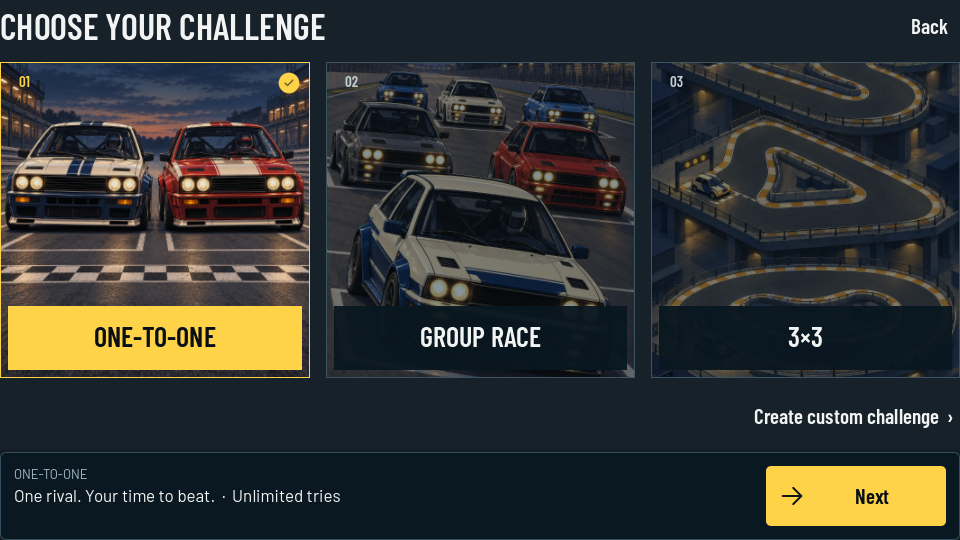 CHOOSE YOUR CHALLENGE
Back
01
02
03
ONE-TO-ONE
GROUP RACE
3×3
Create custom challenge ›
ONE-TO-ONE
One rival. Your time to beat. · Unlimited tries
Next